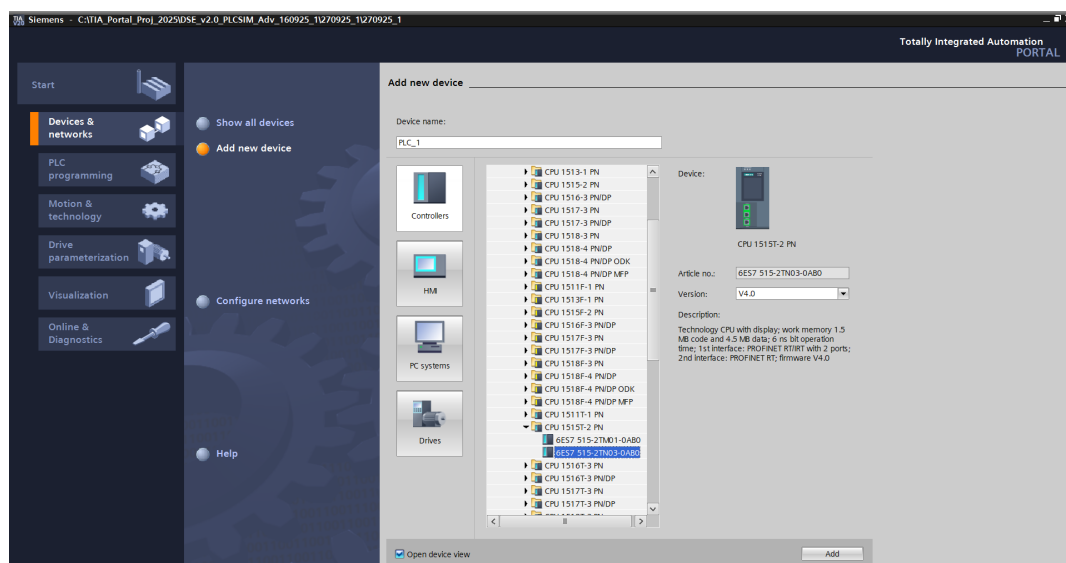 Siemens - C:\TIA_Portal_Proj_2025\DSE_v2.0_PLCSIM_Adv_160925_1\270925_1\270925_1
Totally Integrated Automation
PORTAL
Start
Devices &
networks
PLC
programming
Motion &
technology
Drive
parameterization
Visualization
Online &
Diagnostics
Show all devices
Add new device
Configure networks
Help
Add new device
Device name:
PLC_1
Controllers
HMI
PC systems
Drives
CPU 1513-1 PN
CPU 1515-2 PN
CPU 1516-3 PN/DP
CPU 1517-3 PN
CPU 1517-3 PN/DP
CPU 1518-3 PN
CPU 1518-4 PN/DP
CPU 1518-4 PN/DP ODK
CPU 1518-4 PN/DP MFP
CPU 1511F-1 PN
CPU 1513F-1 PN
CPU 1515F-2 PN
CPU 1516F-3 PN/DP
CPU 1517F-3 PN
CPU 1517F-3 PN/DP
CPU 1518F-3 PN
CPU 1518F-4 PN/DP
CPU 1518F-4 PN/DP ODK
CPU 1518F-4 PN/DP MFP
CPU 1511T-1 PN
CPU 1515T-2 PN
6ES7 515-2TM01-0AB0
6ES7 515-2TN03-0AB0
CPU 1516T-3 PN
CPU 1516T-3 PN/DP
CPU 1517T-3 PN
CPU 1517T-3 PN/DP
Device:
CPU 1515T-2 PN
Article no.: 6ES7 515-2TN03-0AB0
Version: V4.0
Description:
Technology CPU with display; work memory 1.5
MB code and 4.5 MB data; 6 ns bit operation
time; 1st interface: PROFINET RT/IRT with 2 ports;
2nd interface: PROFINET RT; firmware V4.0
Open device view
Add